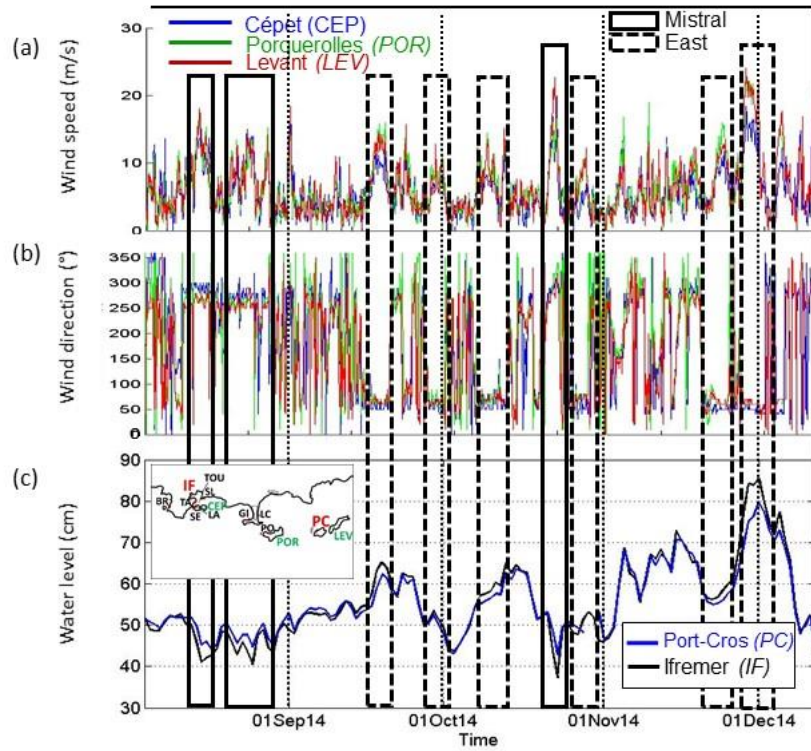 (a)
Cépet (CEP)
Porquerolles (POR)
Levant (LEV)
Mistral
East
Wind speed (m/s)
30
20
10
0
(b)
Wind direction (°)
350
300
250
200
150
100
50
0
(c)
Water level (cm)
90
80
70
60
50
40
30
TOU
IF
SL
BR
TA
CEP
SE
LA
GI
LC
PO
POR
PC
LEV
Port-Cros (PC)
Ifremer (IF)
01Sep14
01Oct14
01Nov14
01Dec14
Time